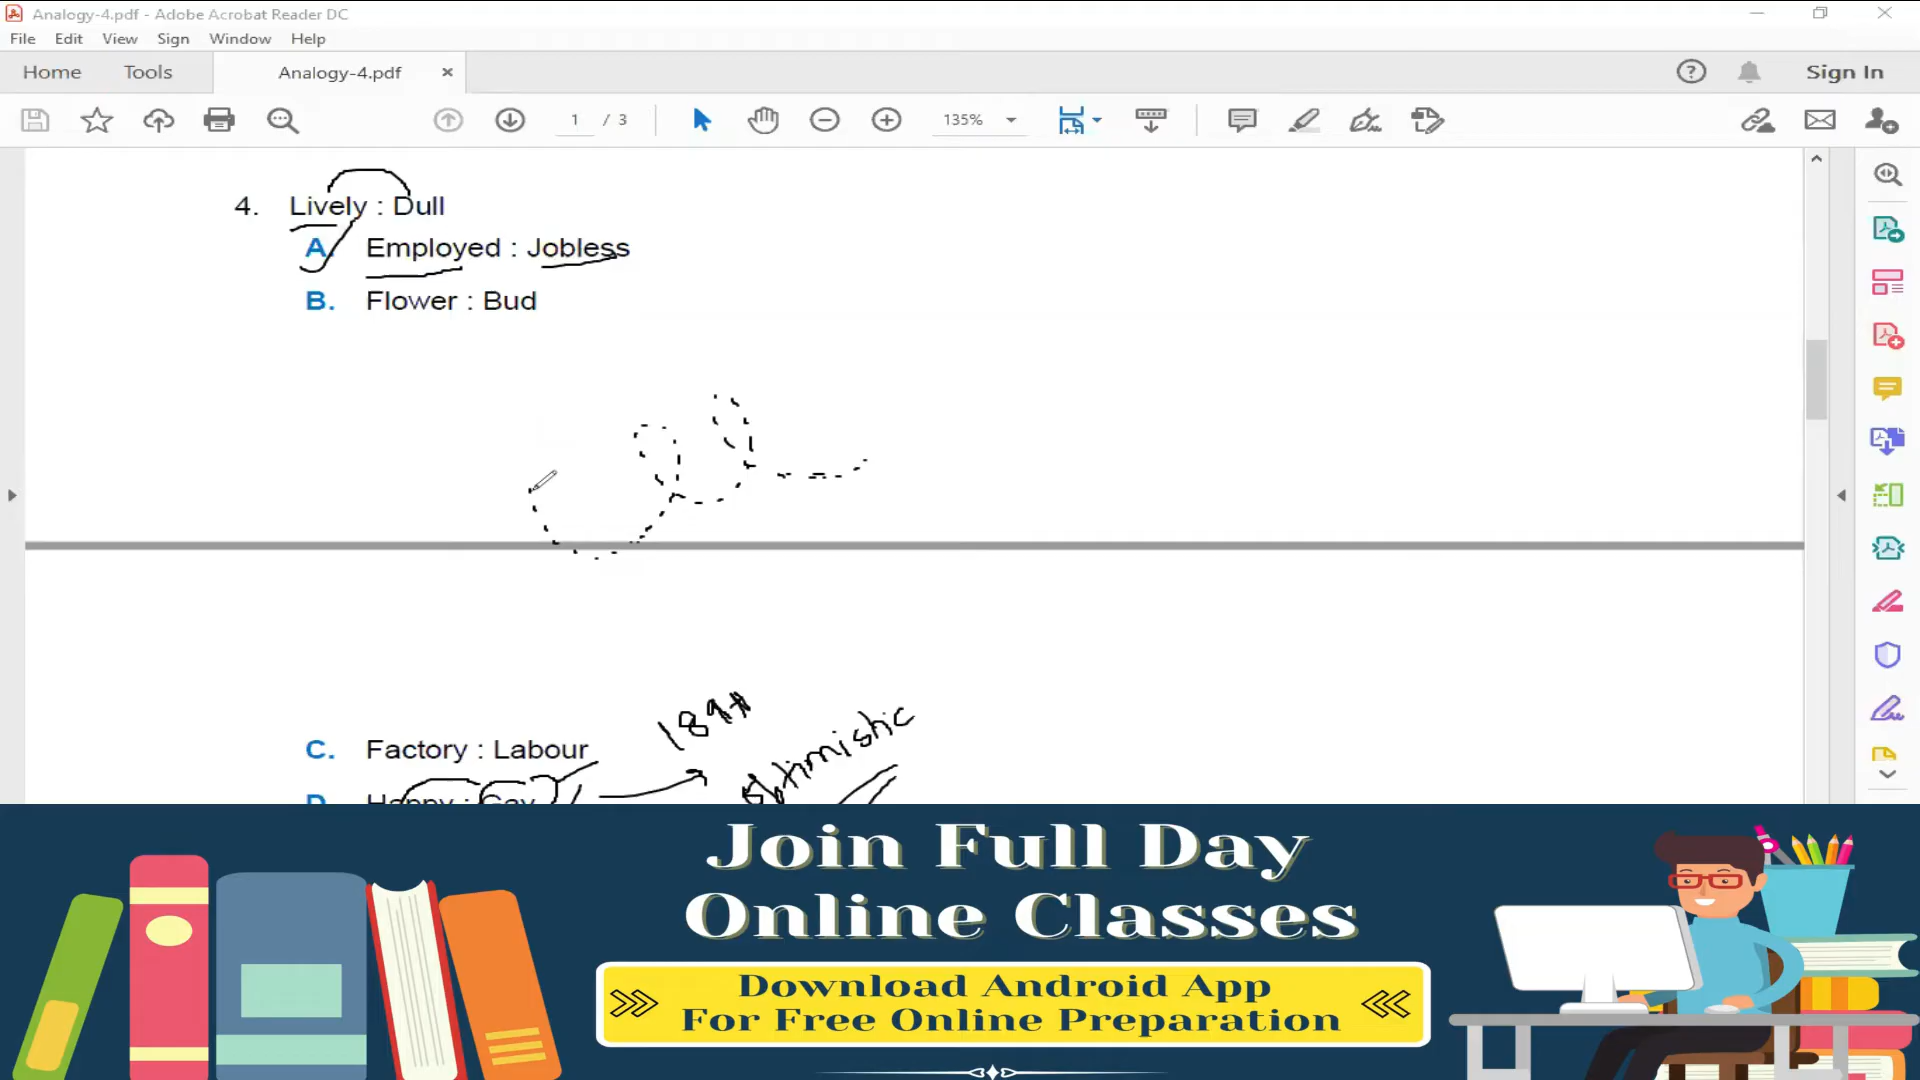 Analogy-4.pdf - Adobe Acrobat Reader DC
File Edit View Sign Window Help
Home Tools Analogy-4.pdf × Sign In
1 / 3 135%
4. Lively : Dull
A. Employed : Jobless
B. Flower : Bud
C. Factory : Labour
D. Happy : Gay
optimistic
Join Full Day
Online Classes
Download Android App
For Free Online Preparation